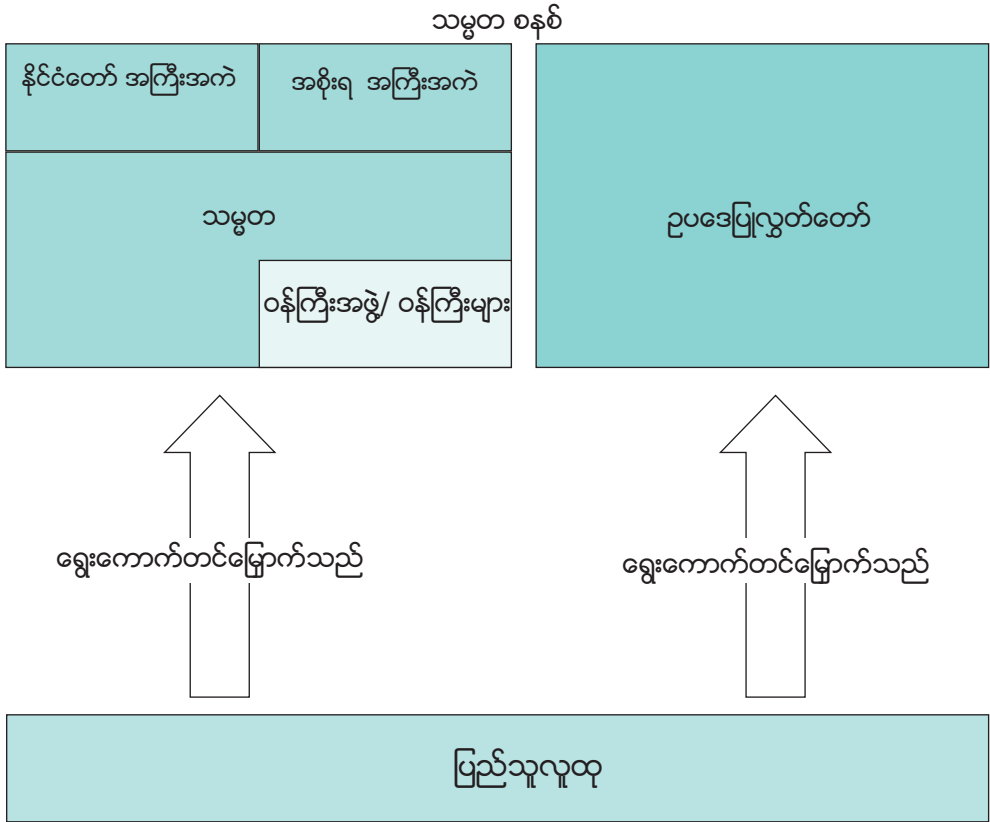 သမ္မတ စနစ်
နိုင်ငံတော် အကြီးအကဲ
အစိုးရ အကြီးအကဲ
သမ္မတ
ဝန်ကြီးအဖွဲ့/ ဝန်ကြီးများ
ဥပဒေပြုလွှတ်တော်
ရွေးကောက်တင်မြှောက်သည်
ရွေးကောက်တင်မြှောက်သည်
ပြည်သူလူထု